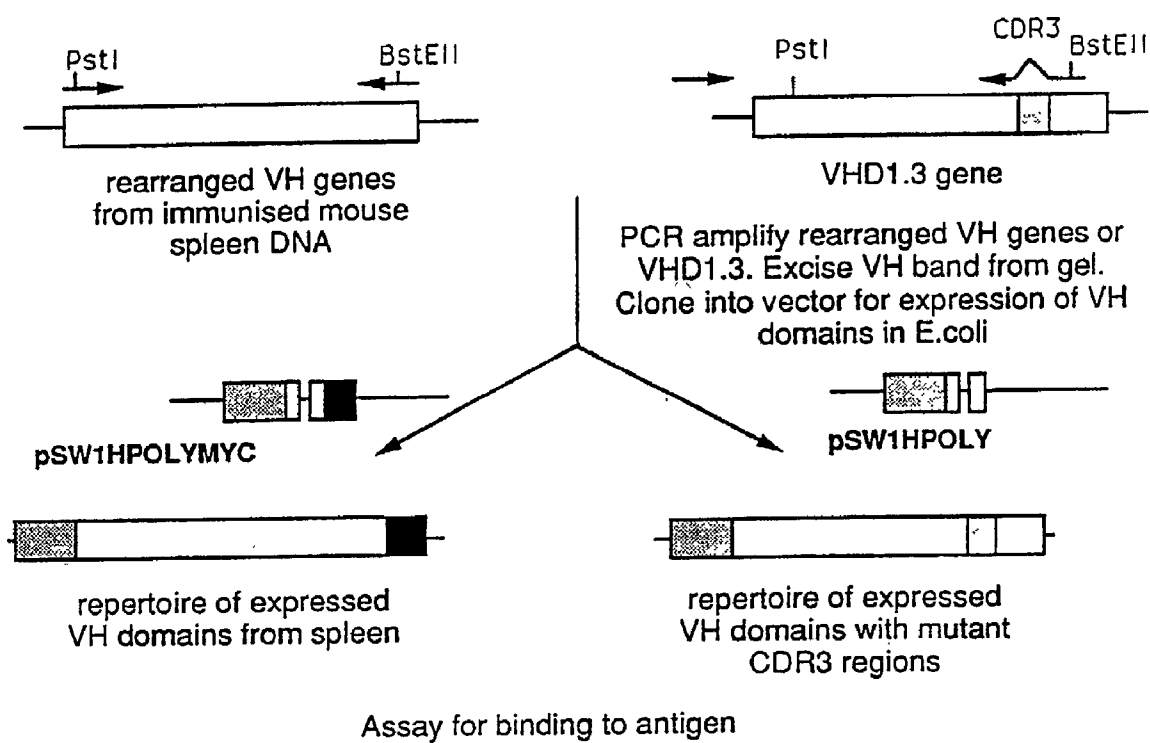 PstI
BstEII
rearranged VH genes
from immunised mouse
spleen DNA
PstI
CDR3
BstEII
VHD1.3 gene
PCR amplify rearranged VH genes or
VHD1.3. Excise VH band from gel.
Clone into vector for expression of VH
domains in E.coli
pSW1HPOLYMYC
pSW1HPOLY
repertoire of expressed
VH domains from spleen
repertoire of expressed
VH domains with mutant
CDR3 regions
Assay for binding to antigen